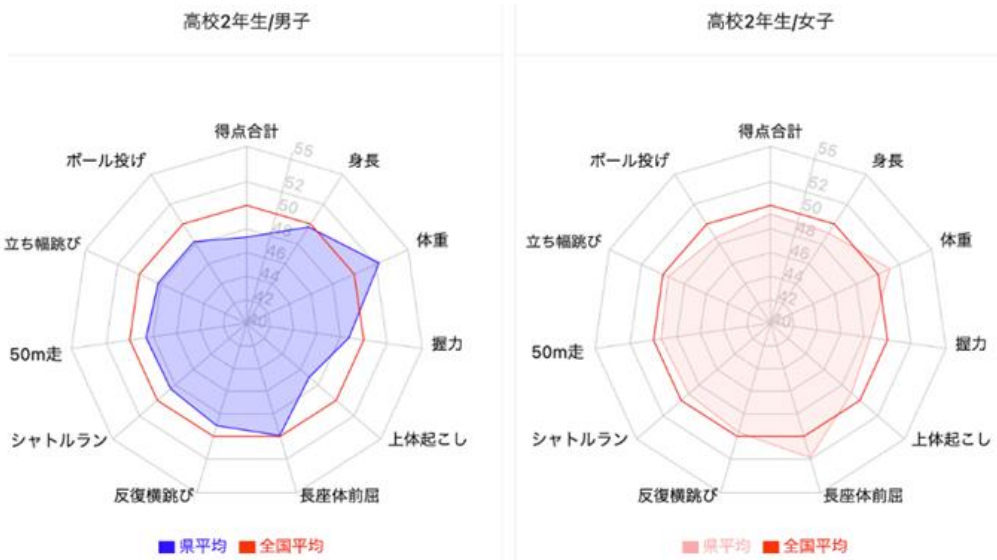 高校2年生/男子
得点合計
身長
体重
握力
上体起こし
長座体前屈
反復横跳び
シャトルラン
50m走
立ち幅跳び
ボール投げ
55
52
50
48
46
44
42
40
県平均
全国平均
高校2年生/女子
得点合計
身長
体重
握力
上体起こし
長座体前屈
反復横跳び
シャトルラン
50m走
立ち幅跳び
ボール投げ
55
52
50
48
46
44
42
40
県平均
全国平均